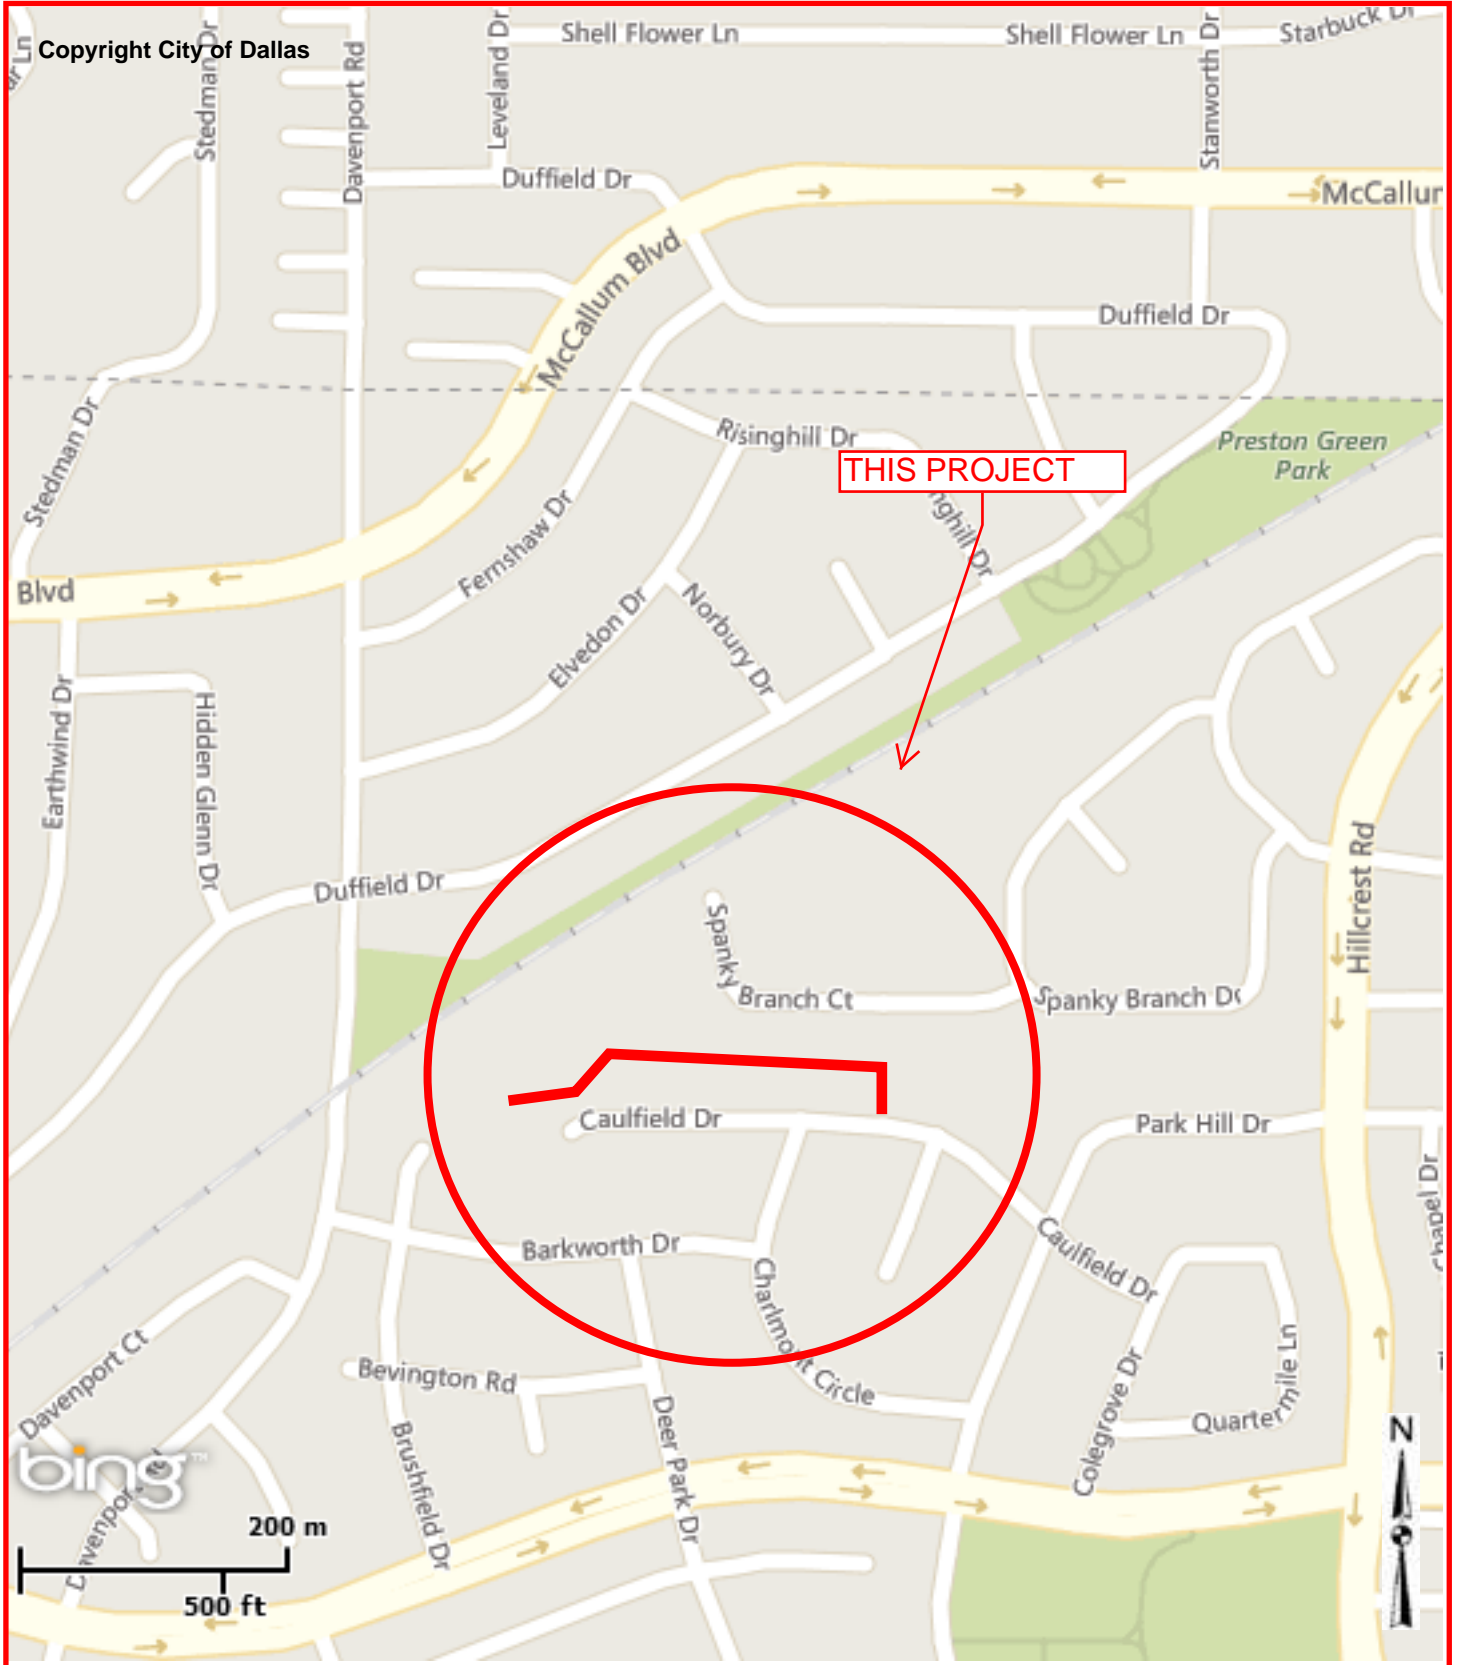 Shell Flower Ln
Shell Flower Ln
Starbuck Dr
Copyright City of Dallas
Stedman Dr
Davenport Rd
Leveland Dr
Stanworth Dr
Duffield Dr
McCallum Blvd
Duffield Dr
Stedman Dr
Risinghill Dr
Preston Green
Park
THIS PROJECT
nghill Dr
Fernshaw Dr
Blvd
Elvedon Dr
Norbury Dr
Earthwind Dr
Hidden Glenn Dr
Duffield Dr
Hillcrest Rd
Spanky
Branch Ct
Spanky Branch
Caulfield Dr
Park Hill Dr
Chapel Dr
Barkworth Dr
Caulfield Dr
Charlmont Circle
Davenport Ct
Bevington Rd
Colegrove Dr
Quartermile Ln
Deer Park Dr
Brushfield Dr
bing™
N
200 m
500 ft